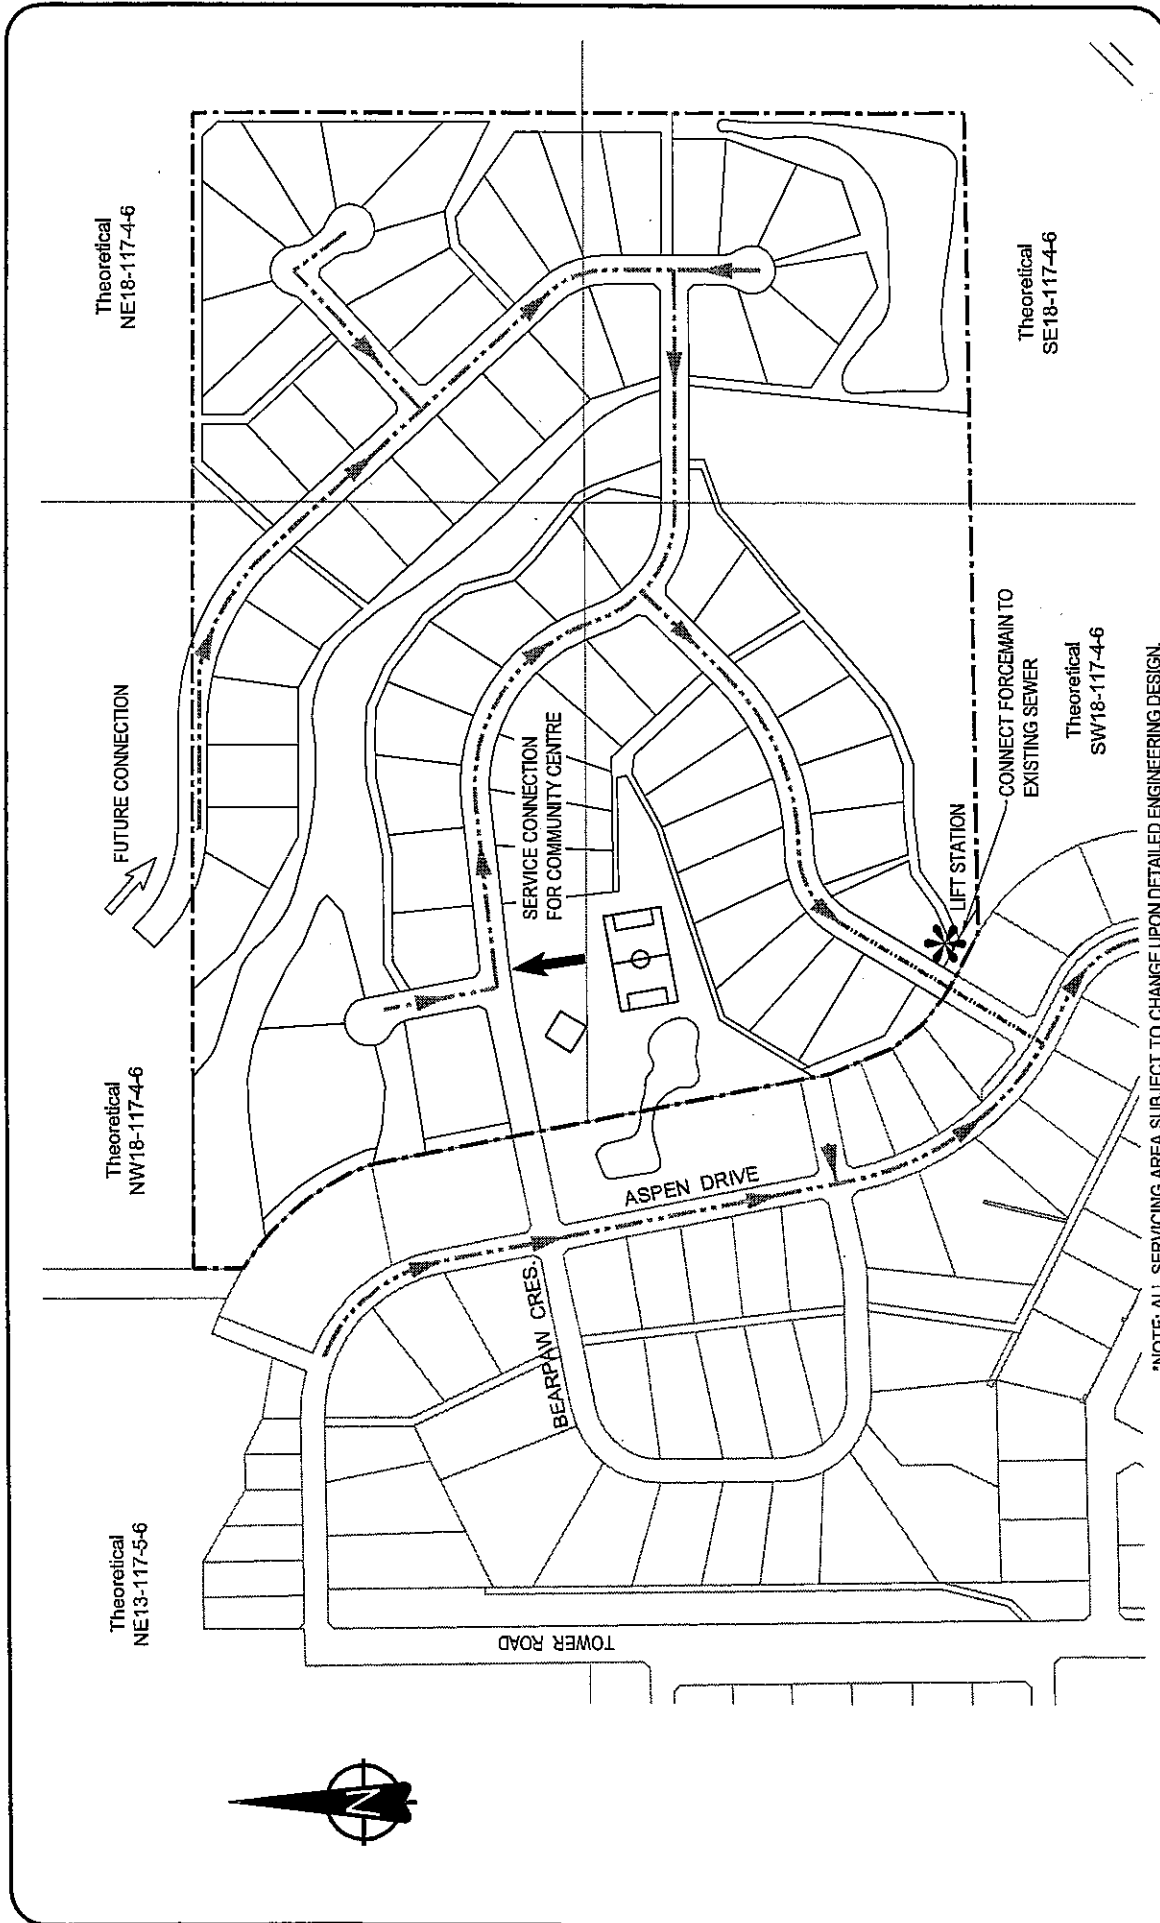 Theoretical
NE13-117-5-6
Theoretical
NW18-117-4-6
FUTURE CONNECTION
Theoretical
NE18-117-4-6
N
TOWER ROAD
BEARPAW CRES.
ASPEN DRIVE
SERVICE CONNECTION
FOR COMMUNITY CENTRE
LIFT STATION
CONNECT FORCEMAIN TO
EXISTING SEWER
Theoretical
SW18-117-4-6
Theoretical
SE18-117-4-6
*NOTE: ALL SERVICING AREA SUBJECT TO CHANGE UPON DETAILED ENGINEERING DESIGN.